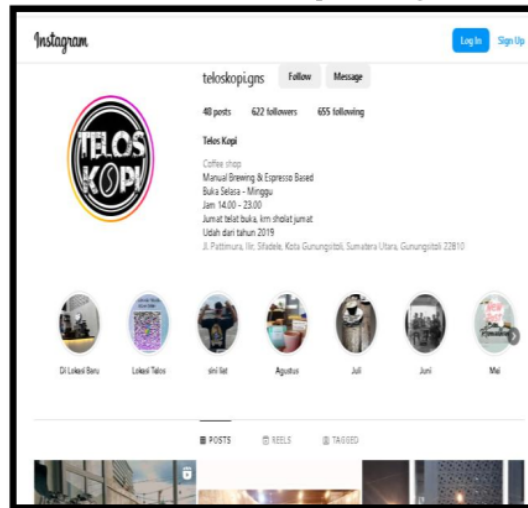 Instagram
Log In
Sign Up
teloskopi.gns
Follow
Message
40 posts
622 followers
655 following
Telos Kopi
Coffee shop
Manual Brewing & Espresso Based
Buka Selasa - Minggu
Jam 14.00 - 23.00
Jumat telat buka, krn sholat jumat
Udah dari tahun 2019
Jl. Pattimura, Ilir, Sifadele, Kota Gunungsitoli, Sumatera Utara, Gunungsitoli 22810
TELOS
KOPI
Di Lokasi Baru
Lokasi Telos
sini liat
Agustus
Juli
Juni
Mei
POSTS
REELS
TAGGED